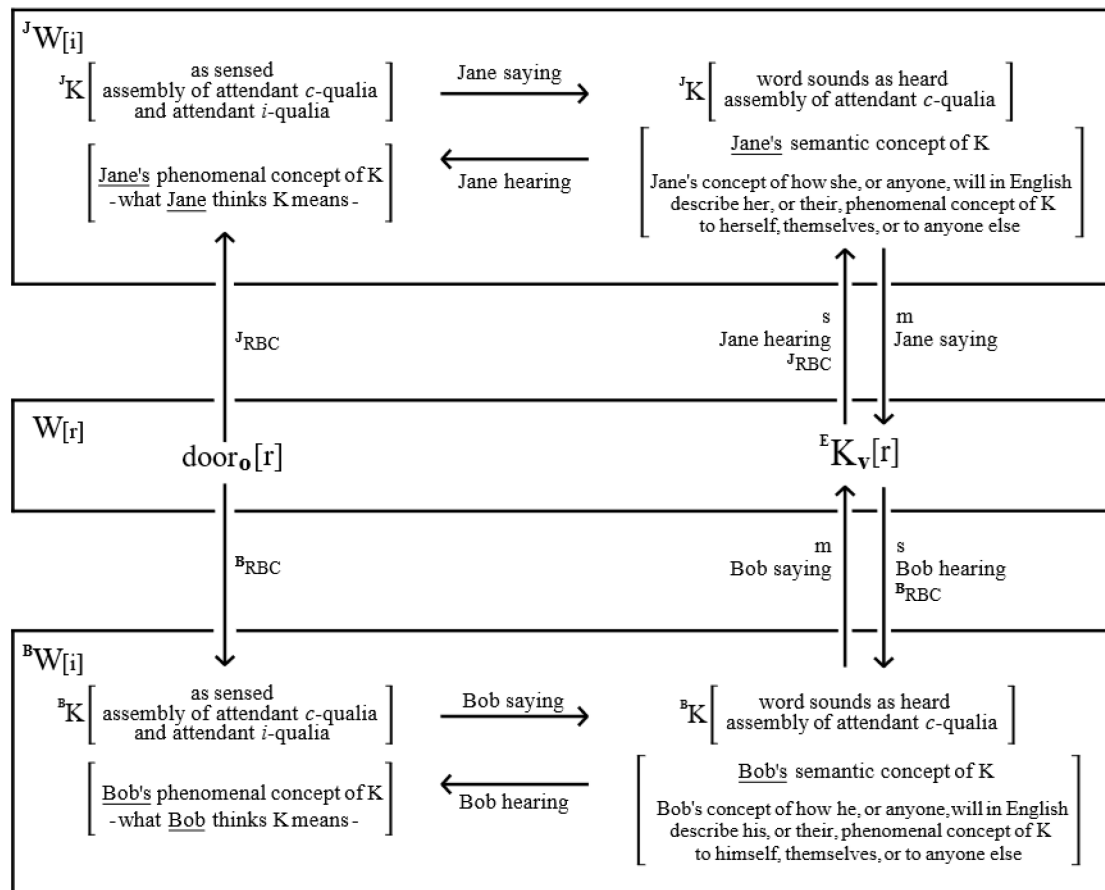 ᴶW[i]
ᴶK
as sensed
assembly of attendant c-qualia
and attendant i-qualia
Jane saying
ᴶK
word sounds as heard
assembly of attendant c-qualia
Jane's phenomenal concept of K
-what Jane thinks K means-
Jane hearing
Jane's semantic concept of K
Jane's concept of how she, or anyone, will in English
describe her, or their, phenomenal concept of K
to herself, themselves, or to anyone else
ᴶRBC
s
Jane hearing
ᴶRBC
m
Jane saying
W[r]
doorₒ[r]
ᴱKᵥ[r]
ᴮRBC
m
Bob saying
s
Bob hearing
ᴮRBC
ᴮW[i]
ᴮK
as sensed
assembly of attendant c-qualia
and attendant i-qualia
Bob saying
ᴮK
word sounds as heard
assembly of attendant c-qualia
Bob's phenomenal concept of K
-what Bob thinks K means-
Bob hearing
Bob's semantic concept of K
Bob's concept of how he, or anyone, will in English
describe his, or their, phenomenal concept of K
to himself, themselves, or to anyone else